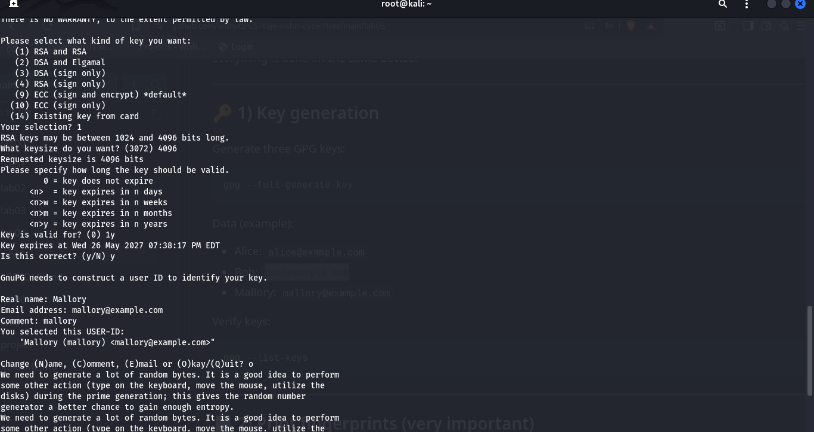 root@kali: ~
There is NO WARRANTY, to the extent permitted by law.
Please select what kind of key you want:
(1) RSA and RSA
(2) DSA and Elgamal
(3) DSA (sign only)
(4) RSA (sign only)
(9) ECC (sign and encrypt) *default*
(10) ECC (sign only)
(14) Existing key from card
Your selection? 1
RSA keys may be between 1024 and 4096 bits long.
What keysize do you want? (3072) 4096
Requested keysize is 4096 bits
Please specify how long the key should be valid.
0 = key does not expire
<n> = key expires in n days
<n>w = key expires in n weeks
<n>m = key expires in n months
<n>y = key expires in n years
Key is valid for? (0) 1y
Key expires at Wed 26 May 2027 07:38:17 PM EDT
Is this correct? (y/N) y
GnuPG needs to construct a user ID to identify your key.
Real name: Mallory
Email address: mallory@example.com
Comment: mallory
You selected this USER-ID:
"Mallory (mallory) <mallory@example.com>"
Change (N)ame, (C)omment, (E)mail or (O)kay/(Q)uit? o
We need to generate a lot of random bytes. It is a good idea to perform
some other action (type on the keyboard, move the mouse, utilize the
disks) during the prime generation; this gives the random number
generator a better chance to gain enough entropy.
We need to generate a lot of random bytes. It is a good idea to perform
some other action (type on the keyboard, move the mouse, utilize the
1) Key generation
Generate three GPG keys:
gpg --full-generate-key
Data (example):
Alice: alice@example.com
Mallory: mallory@example.com
Verify keys:
list-keys
gerprints (very important)